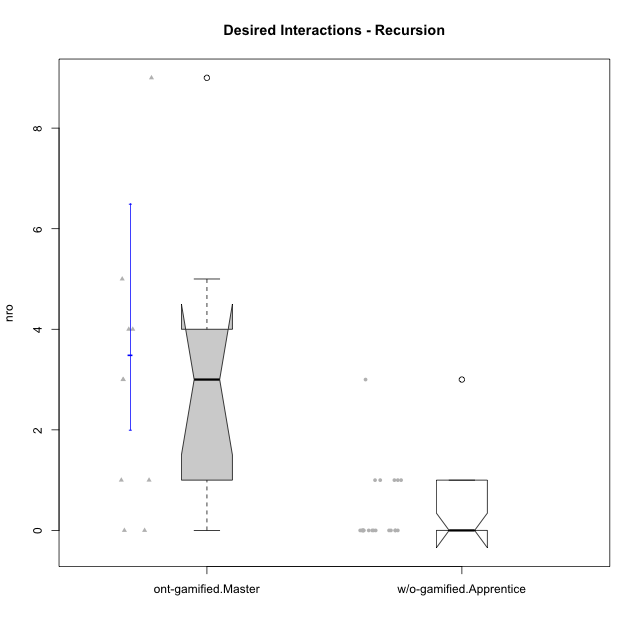 Desired Interactions - Recursion
8
6
4
2
0
nro
ont-gamified.Master
w/o-gamified.Apprentice